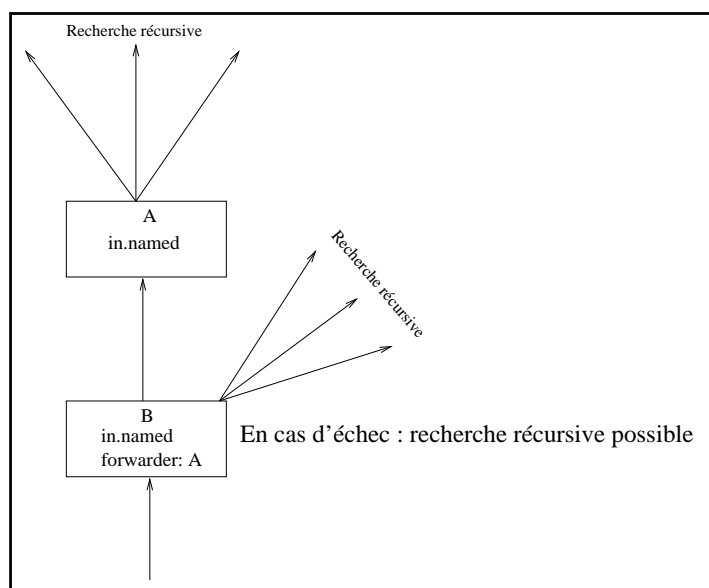 Recherche récursive
A
in.named
Recherche récursive
B
in.named
forwarder: A
En cas d'échec : recherche récursive possible